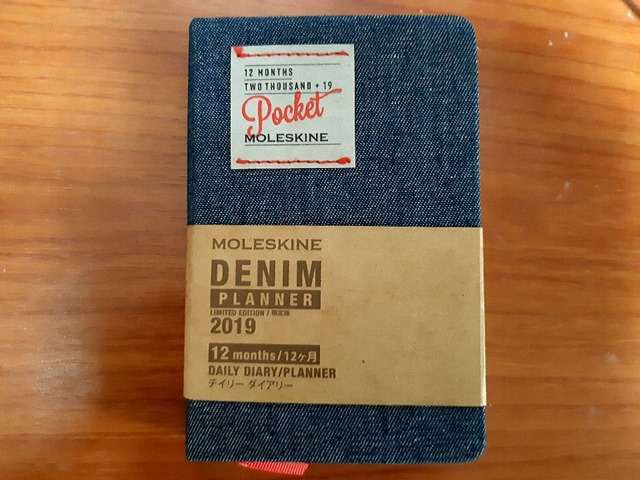 12 MONTHS
TWO THOUSAND + 19
Pocket
MOLESKINE
MOLESKINE
DENIM
PLANNER
LIMITED EDITION / 限定版
2019
12 months/12ヶ月
DAILY DIARY/PLANNER
デイリー ダイアリー